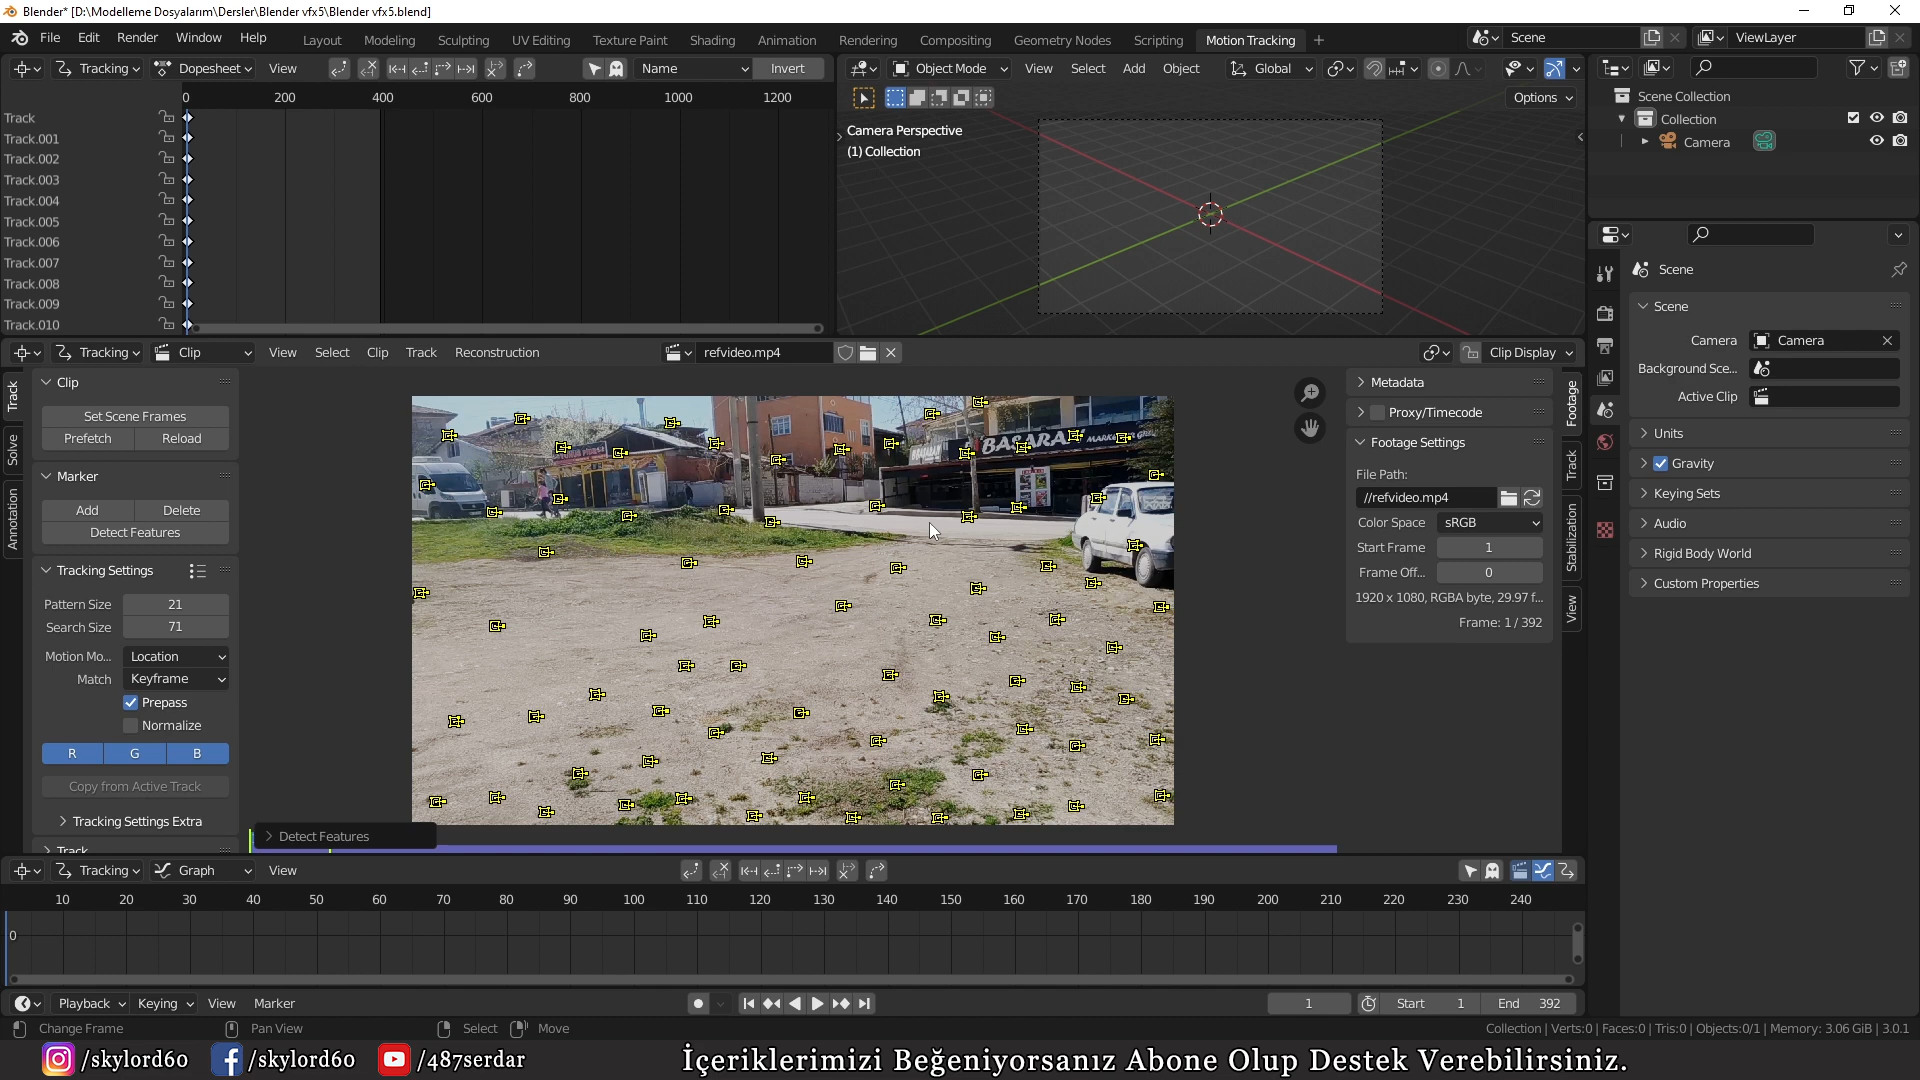 Blender* [D:\Modelleme Dosyalarım\Dersler\Blender vfx5\Blender vfx5.blend]
File Edit Render Window Help Layout Modeling Sculpting UV Editing Texture Paint Shading Animation Rendering Compositing Geometry Nodes Scripting Motion Tracking + Scene ViewLayer
Tracking Dopesheet View Name Invert
0 200 400 600 800 1000 1200
Track
Track.001
Track.002
Track.003
Track.004
Track.005
Track.006
Track.007
Track.008
Track.009
Track.010
Object Mode View Select Add Object Global
Options
Camera Perspective
(1) Collection
Scene Collection
Collection
Camera
Tracking Clip View Select Clip Track Reconstruction refvideo.mp4 Clip Display
Track
Solve
Annotation
Clip
Set Scene Frames
Prefetch Reload
Marker
Add Delete
Detect Features
Tracking Settings
Pattern Size 21
Search Size 71
Motion Mo... Location
Match Keyframe
Prepass
Normalize
R G B
Copy from Active Track
Tracking Settings Extra
Track
Detect Features
BAŞARAN
Metadata
Proxy/Timecode
Footage Settings
File Path:
//refvideo.mp4
Color Space sRGB
Start Frame 1
Frame Off... 0
1920 x 1080, RGBA byte, 29.97 f...
Frame: 1 / 392
Footage
Track
Stabilization
View
Scene
Scene
Camera Camera
Background Sce...
Active Clip
Units
Gravity
Keying Sets
Audio
Rigid Body World
Custom Properties
Tracking Graph View
10 20 30 40 50 60 70 80 90 100 110 120 130 140 150 160 170 180 190 200 210 220 230 240
0
Playback Keying View Marker 1 Start 1 End 392
Change Frame Pan View Select Move Collection | Verts:0 | Faces:0 | Tris:0 | Objects:0/1 | Memory: 3.06 GiB | 3.0.1
/skylord60 /skylord60 /487serdar İçeriklerimizi Beğeniyorsanız Abone Olup Destek Verebilirsiniz.